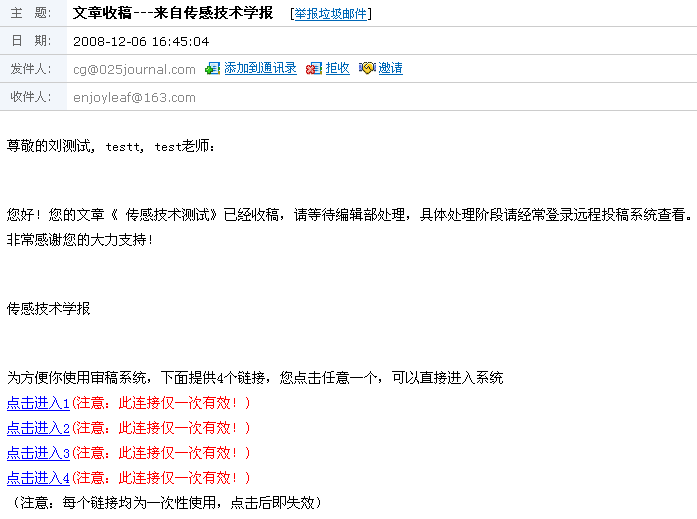 主 题: 文章收稿---来自传感技术学报 [举报垃圾邮件]
日 期: 2008-12-06 16:45:04
发件人: cg@025journal.com 添加到通讯录 拒收 邀请
收件人: enjoyleaf@163.com
尊敬的刘测试, testt, test老师:
您好! 您的文章《 传感技术测试》已经收稿，请等待编辑部处理，具体处理阶段请经常登录远程投稿系统查看。
非常感谢您的大力支持!
传感技术学报
为方便你使用审稿系统，下面提供4个链接，您点击任意一个，可以直接进入系统
点击进入1(注意: 此连接仅一次有效! )
点击进入2(注意: 此连接仅一次有效! )
点击进入3(注意: 此连接仅一次有效! )
点击进入4(注意: 此连接仅一次有效! )
（注意: 每个链接均为一次性使用，点击后即失效）